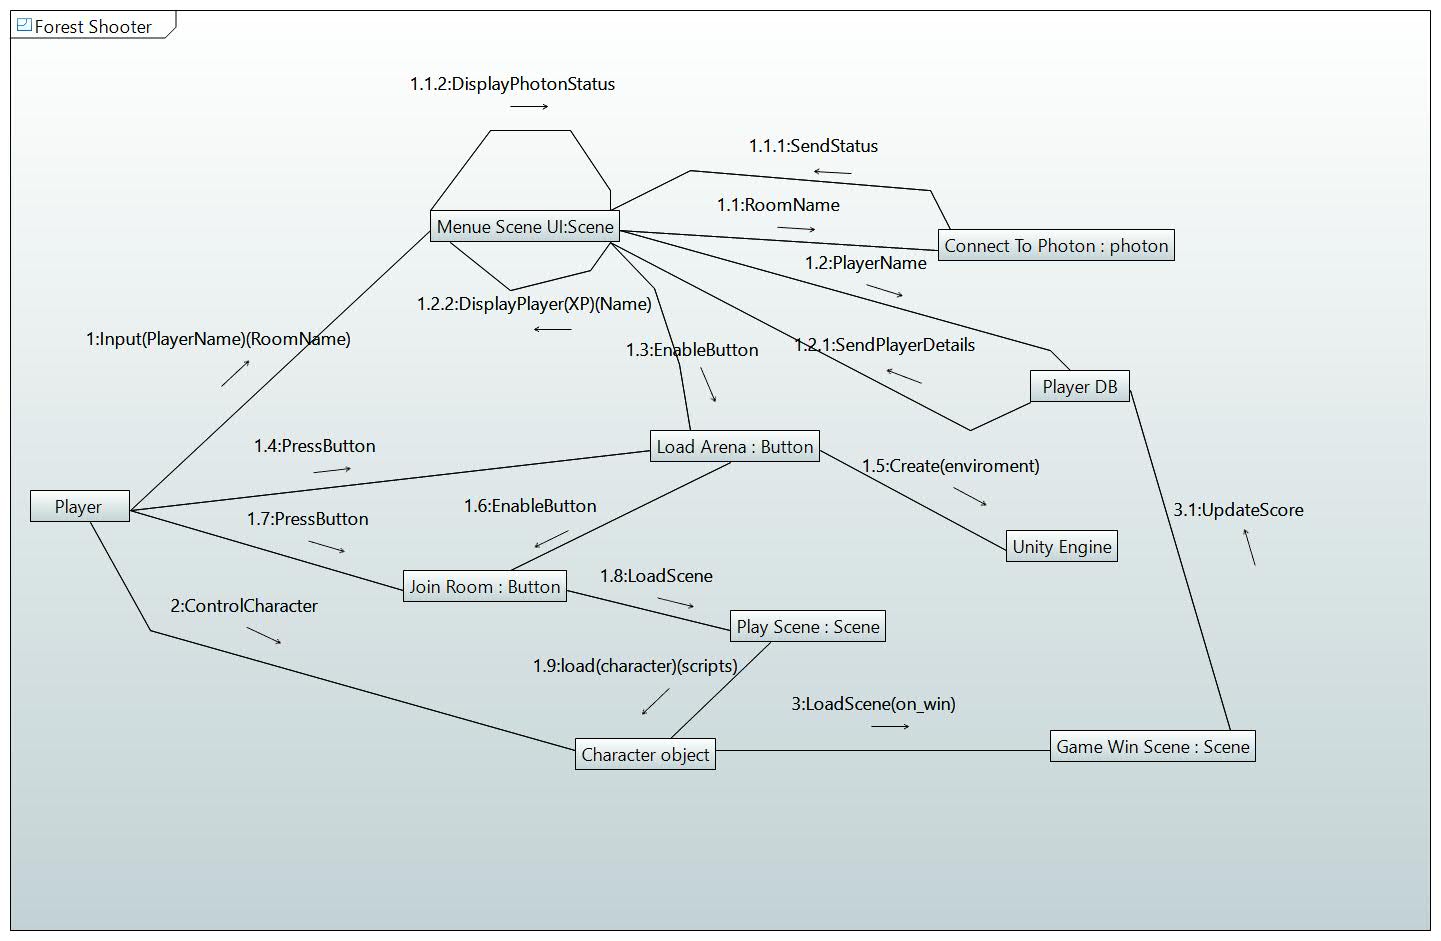 Forest Shooter
1.1.2:DisplayPhotonStatus
1.1.1:SendStatus
1.1:RoomName
Menue Scene UI:Scene
Connect To Photon : photon
1.2:PlayerName
1.2.2:DisplayPlayer(XP)(Name)
1:Input(PlayerName)(RoomName)
1.3:EnableButton
1.2.1:SendPlayerDetails
Player DB
1.4:PressButton
Load Arena : Button
1.5:Create(enviroment)
Player
1.6:EnableButton
1.7:PressButton
3.1:UpdateScore
Unity Engine
1.8:LoadScene
Join Room : Button
2:ControlCharacter
Play Scene : Scene
1.9:load(character)(scripts)
3:LoadScene(on_win)
Character object
Game Win Scene : Scene